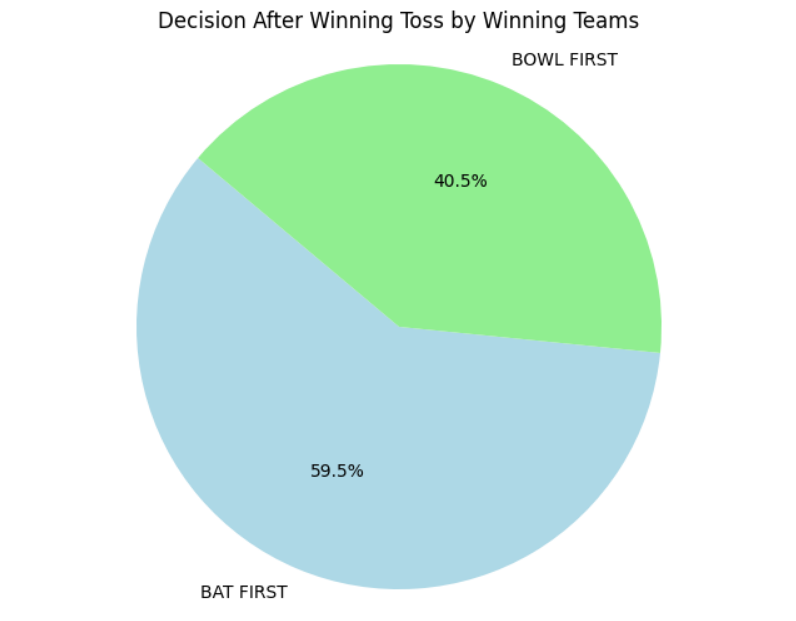 Decision After Winning Toss by Winning Teams
BOWL FIRST
40.5%
59.5%
BAT FIRST